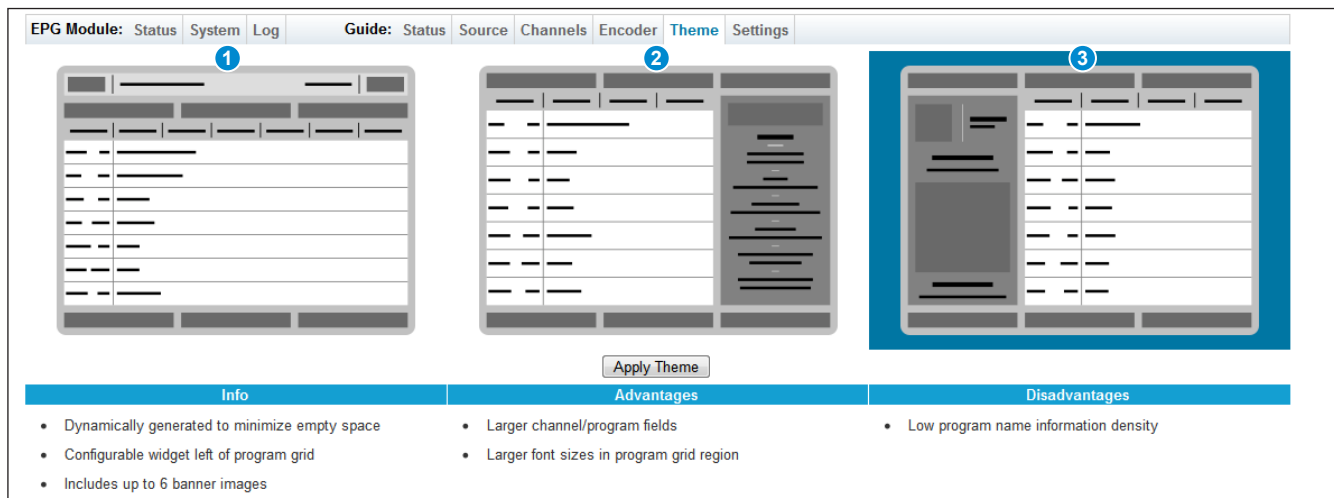 EPG Module: Status System Log Guide: Status Source Channels Encoder Theme Settings
1 2 3
Apply Theme
Info Advantages Disadvantages
• Dynamically generated to minimize empty space • Larger channel/program fields • Low program name information density
• Configurable widget left of program grid • Larger font sizes in program grid region
• Includes up to 6 banner images